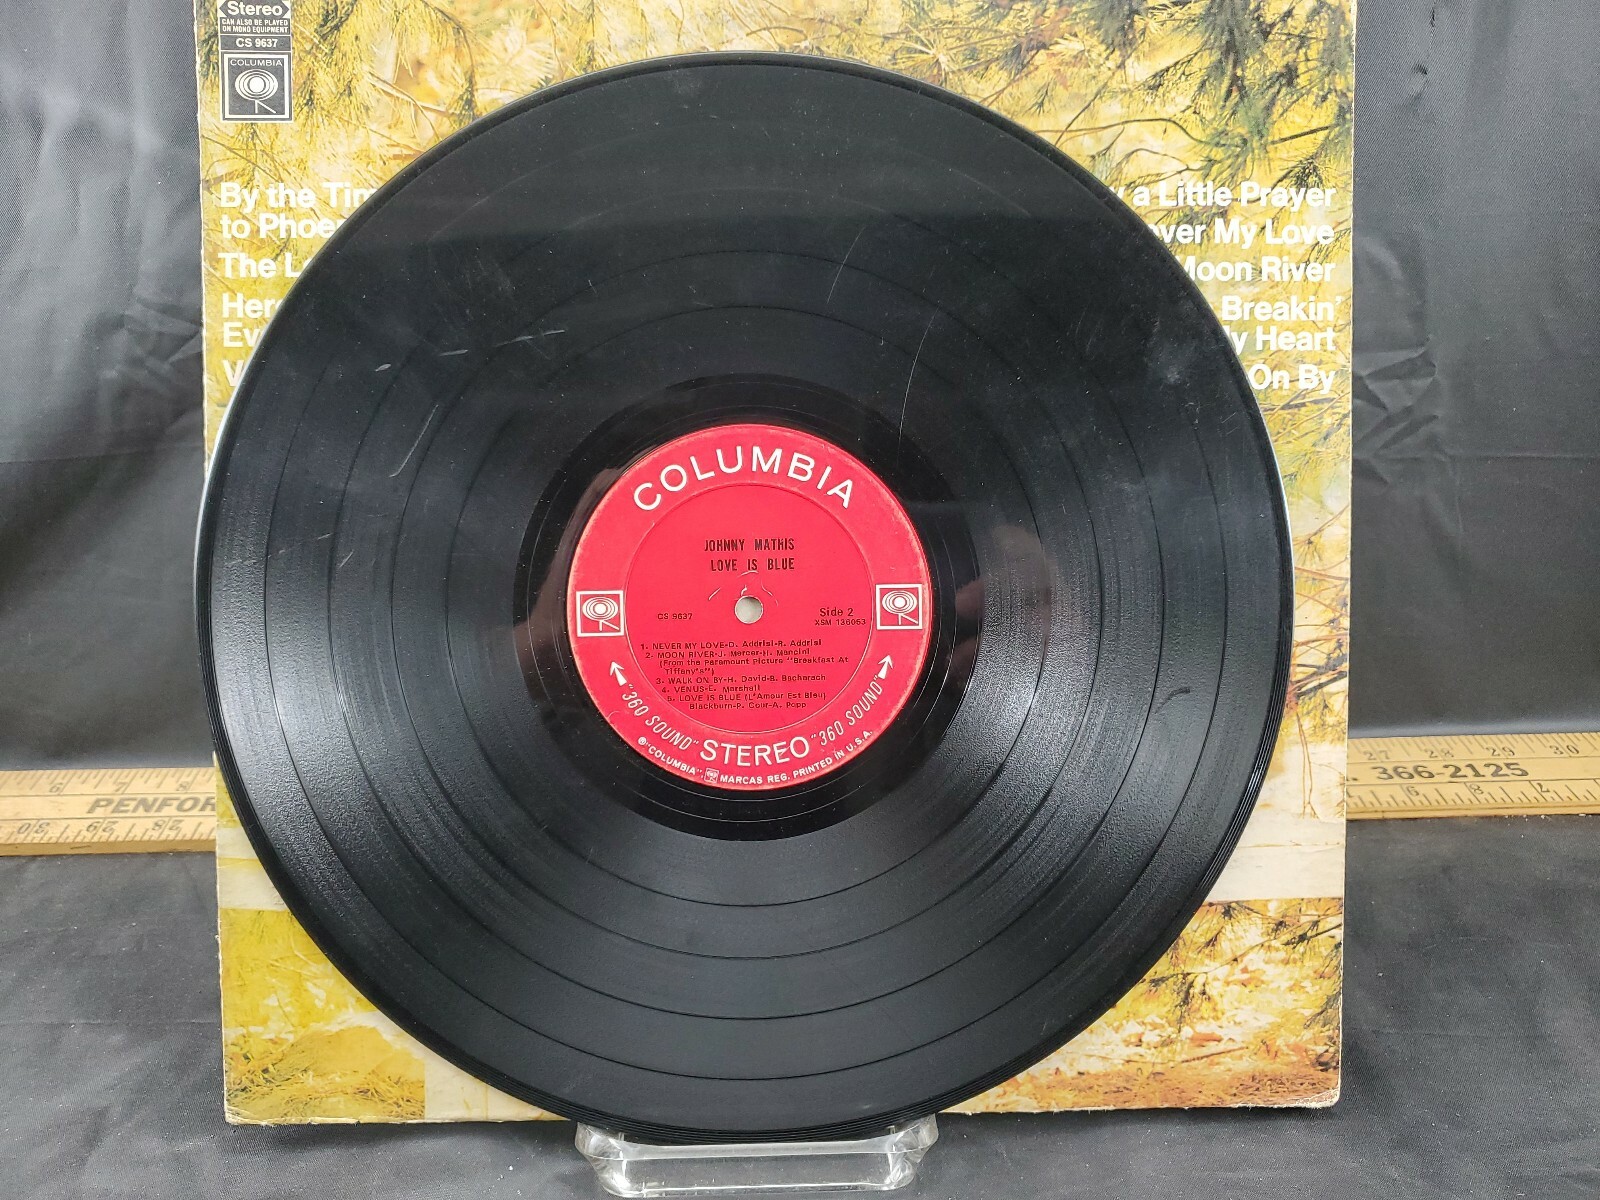 Stereo
CAN ALSO BE PLAYED
ON MONO EQUIPMENT
CS 9637
COLUMBIA
By the Tim
to Phoe
The L
Her
Ev
a Little Prayer
ver My Love
Moon River
Breakin'
y Heart
On By
COLUMBIA
JOHNNY MATHIS
LOVE IS BLUE
CS 9637
Side 2
XSM 136063
1. NEVER MY LOVE-D. Addrisi-R. Addrisi
2. MOON RIVER-J. Mercer-H. Mancini
(From the Paramount Picture "Breakfast At
Tiffany's")
3. WALK ON BY-H. David-B. Bacharach
4. VENUS-E. Marshall
5. LOVE IS BLUE (L'Amour Est Bleu)
Blackburn-P. Cour-A. Popp
"360 SOUND" STEREO "360 SOUND"
® "COLUMBIA", MARCAS REG. PRINTED IN U.S.A.
PENFOR
366-2125
27 28 29 30